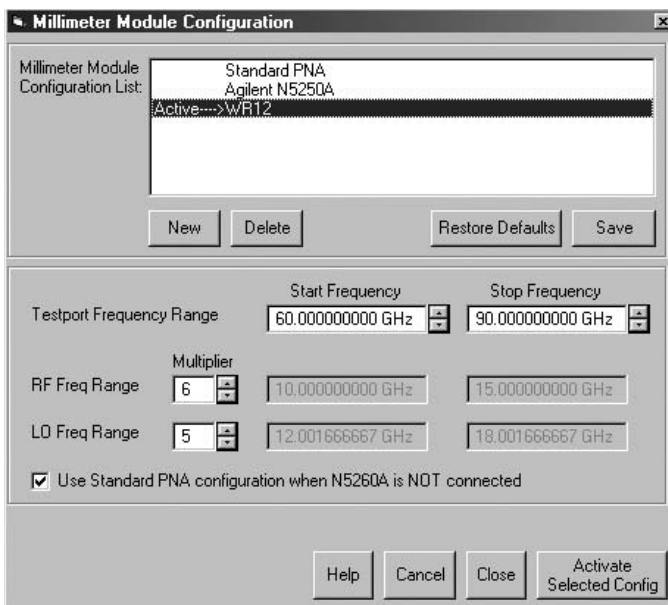 Millimeter Module Configuration
Millimeter Module
Configuration List:
Standard PNA
Agilent N5250A
Active---->WR12
New
Delete
Restore Defaults
Save
Start Frequency
Stop Frequency
Testport Frequency Range
60.000000000 GHz
90.000000000 GHz
Multiplier
RF Freq Range
6
10.000000000 GHz
15.000000000 GHz
LO Freq Range
5
12.001666667 GHz
18.001666667 GHz
Use Standard PNA configuration when N5260A is NOT connected
Help
Cancel
Close
Activate
Selected Config